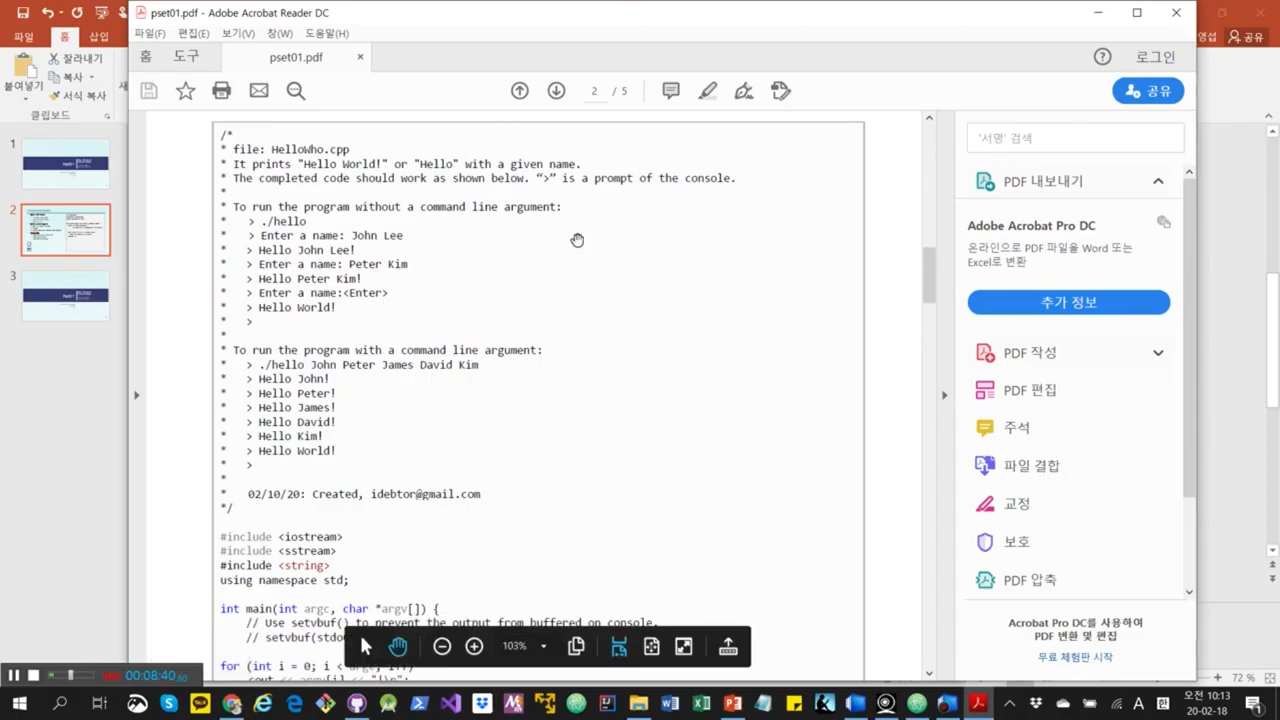 pset01.pdf - Adobe Acrobat Reader DC
파일 홈 삽입
파일(F) 편집(E) 보기(V) 창(W) 도움말(H)
공유
홈 도구 pset01.pdf × 로그인
붙여넣기 잘라내기
복사
서식 복사
클립보드
2 / 5
공유
/*
* file: HelloWho.cpp
* It prints "Hello World!" or "Hello" with a given name.
* The completed code should work as shown below. “>” is a prompt of the console.
*
* To run the program without a command line argument:
* > ./hello
* > Enter a name: John Lee
* > Hello John Lee!
* > Enter a name: Peter Kim
* > Hello Peter Kim!
* > Enter a name:<Enter>
* > Hello World!
* >
*
* To run the program with a command line argument:
* > ./hello John Peter James David Kim
* > Hello John!
* > Hello Peter!
* > Hello James!
* > Hello David!
* > Hello Kim!
* > Hello World!
* >
*
* 02/10/20: Created, idebtor@gmail.com
*/
#include <iostream>
#include <sstream>
#include <string>
using namespace std;
int main(int argc, char *argv[]) {
// Use setvbuf() to prevent the output from buffered on console.
// setvbuf(stdo
for (int i = 0; i <
1
2
3
'서명' 검색
PDF 내보내기
Adobe Acrobat Pro DC
온라인으로 PDF 파일을 Word 또는
Excel로 변환
추가 정보
PDF 작성
PDF 편집
주석
파일 결합
교정
보호
PDF 압축
Acrobat Pro DC를 사용하여
PDF 변환 및 편집
무료 체험판 시작
103%
00:08:40
72 %
오전 10:13
20-02-18